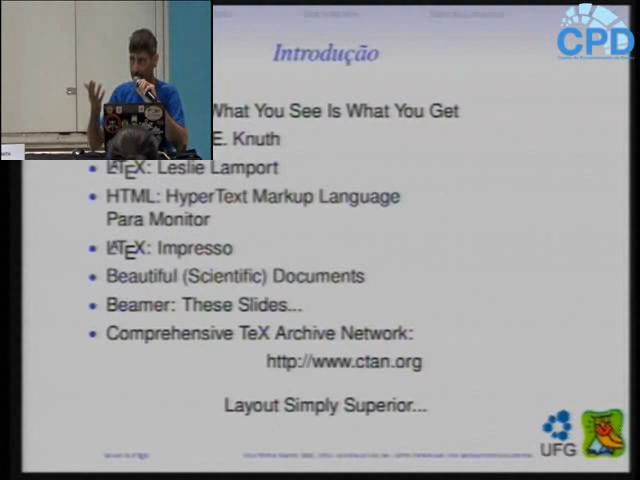 CPD
Introdução
What You See Is What You Get
E. Knuth
LATEX: Leslie Lamport
HTML: HyperText Markup Language
Para Monitor
LATEX: Impresso
Beautiful (Scientific) Documents
Beamer: These Slides...
Comprehensive TeX Archive Network:
http://www.ctan.org
Layout Simply Superior...
UFG